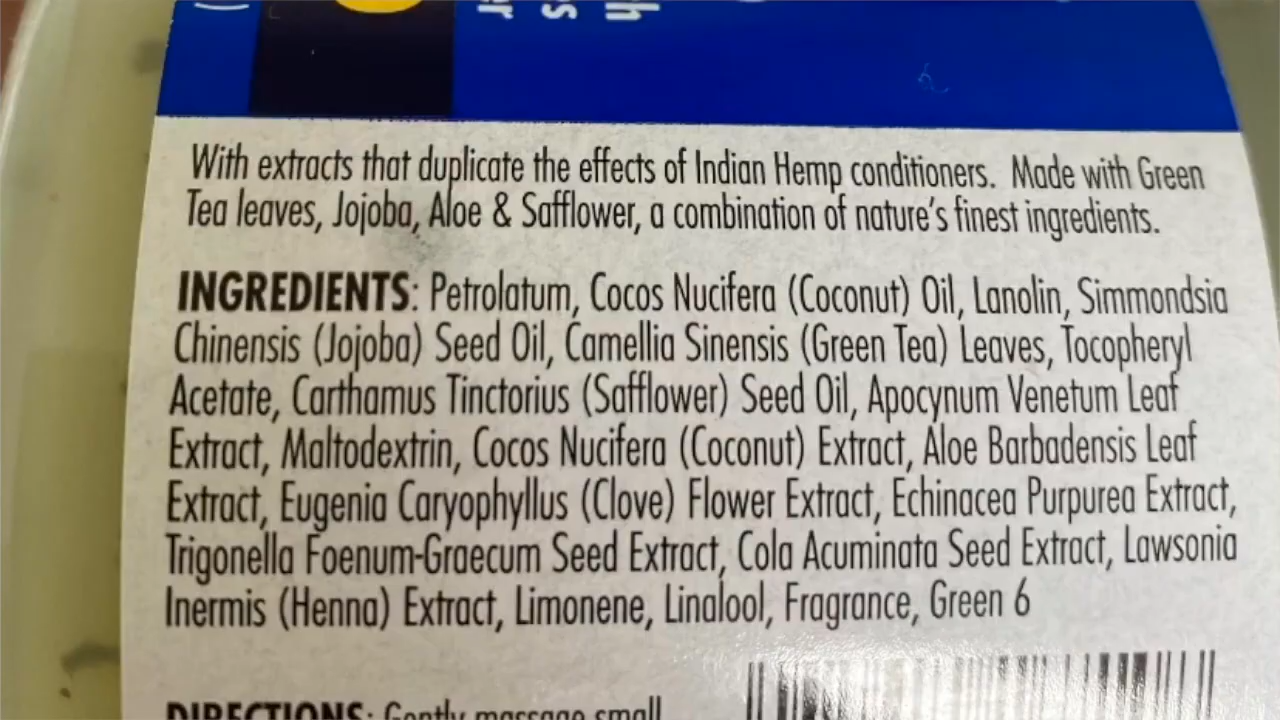 With extracts that duplicate the effects of Indian Hemp conditioners. Made with Green
Tea leaves, Jojoba, Aloe & Safflower, a combination of nature's finest ingredients.
INGREDIENTS: Petrolatum, Cocos Nucifera (Coconut) Oil, Lanolin, Simmondsia
Chinensis (Jojoba) Seed Oil, Camellia Sinensis (Green Tea) Leaves, Tocopheryl
Acetate, Carthamus Tinctorius (Safflower) Seed Oil, Apocynum Venetum Leaf
Extract, Maltodextrin, Cocos Nucifera (Coconut) Extract, Aloe Barbadensis Leaf
Extract, Eugenia Caryophyllus (Clove) Flower Extract, Echinacea Purpurea Extract,
Trigonella Foenum-Graecum Seed Extract, Cola Acuminata Seed Extract, Lawsonia
Inermis (Henna) Extract, Limonene, Linalool, Fragrance, Green 6
DIRECTIONS: Gently massage small